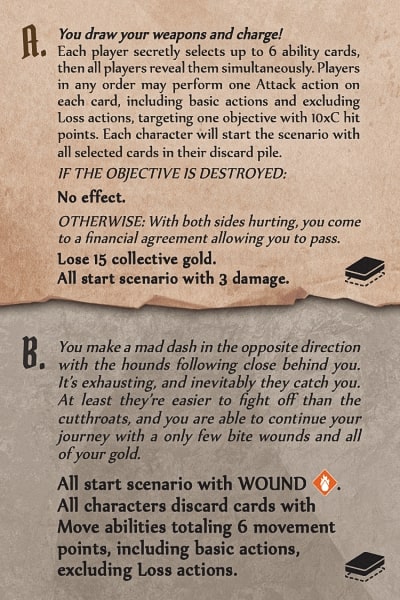 A.
You draw your weapons and charge!
Each player secretly selects up to 6 ability cards,
then all players reveal them simultaneously. Players
in any order may perform one Attack action on
each card, including basic actions and excluding
Loss actions, targeting one objective with 10xC hit
points. Each character will start the scenario with
all selected cards in their discard pile.
IF THE OBJECTIVE IS DESTROYED:
No effect.
OTHERWISE: With both sides hurting, you come
to a financial agreement allowing you to pass.
Lose 15 collective gold.
All start scenario with 3 damage.
B.
You make a mad dash in the opposite direction
with the hounds following close behind you.
It's exhausting, and inevitably they catch you.
At least they're easier to fight off than the
cutthroats, and you are able to continue your
journey with a only few bite wounds and all
of your gold.
All start scenario with WOUND .
All characters discard cards with
Move abilities totaling 6 movement
points, including basic actions,
excluding Loss actions.